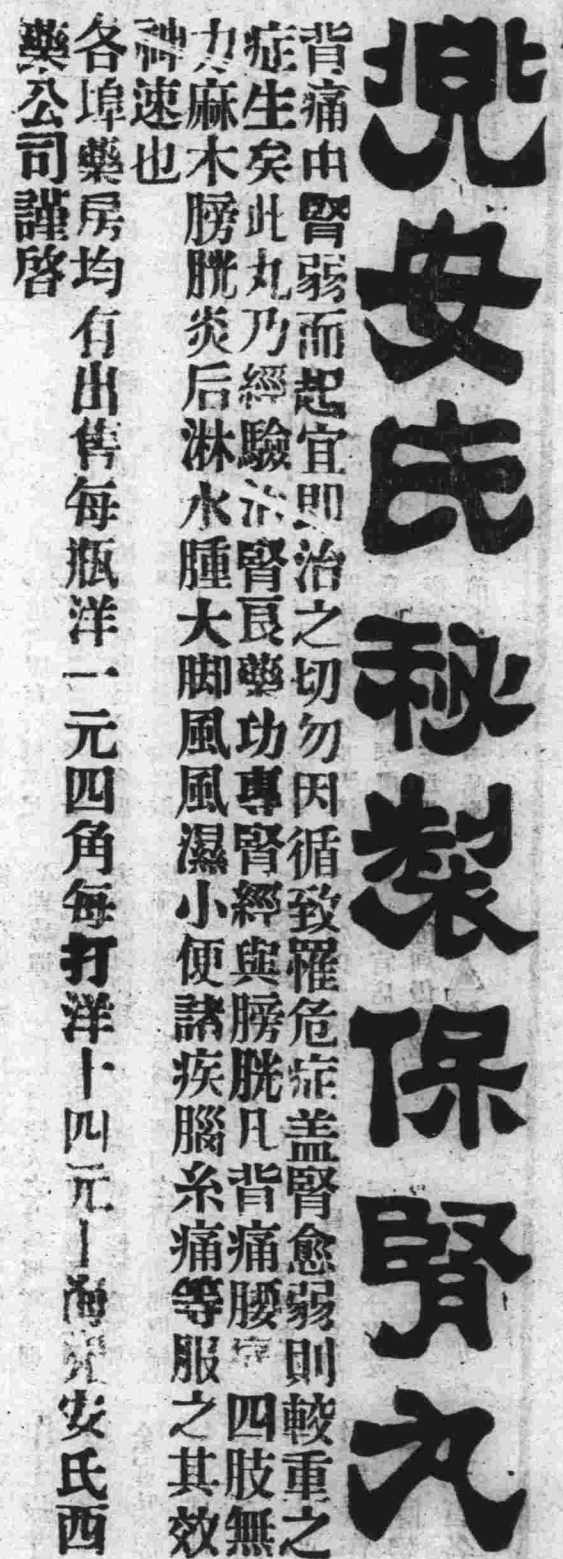 兜安氏秘製保腎丸
背痛由腎弱而起宜即治之切勿因循致罹危症盖腎愈弱則較重之
症生矣此丸乃經驗治腎良藥功專腎經與膀胱凡背痛腰 四肢無
力麻木膀胱炎后淋水腫大脚風風濕小便諸疾腦糸痛等服之其效
神速也
各埠藥房均有出售每瓶洋一元四角每打洋十四元上海兜安氏西
藥公司謹啓